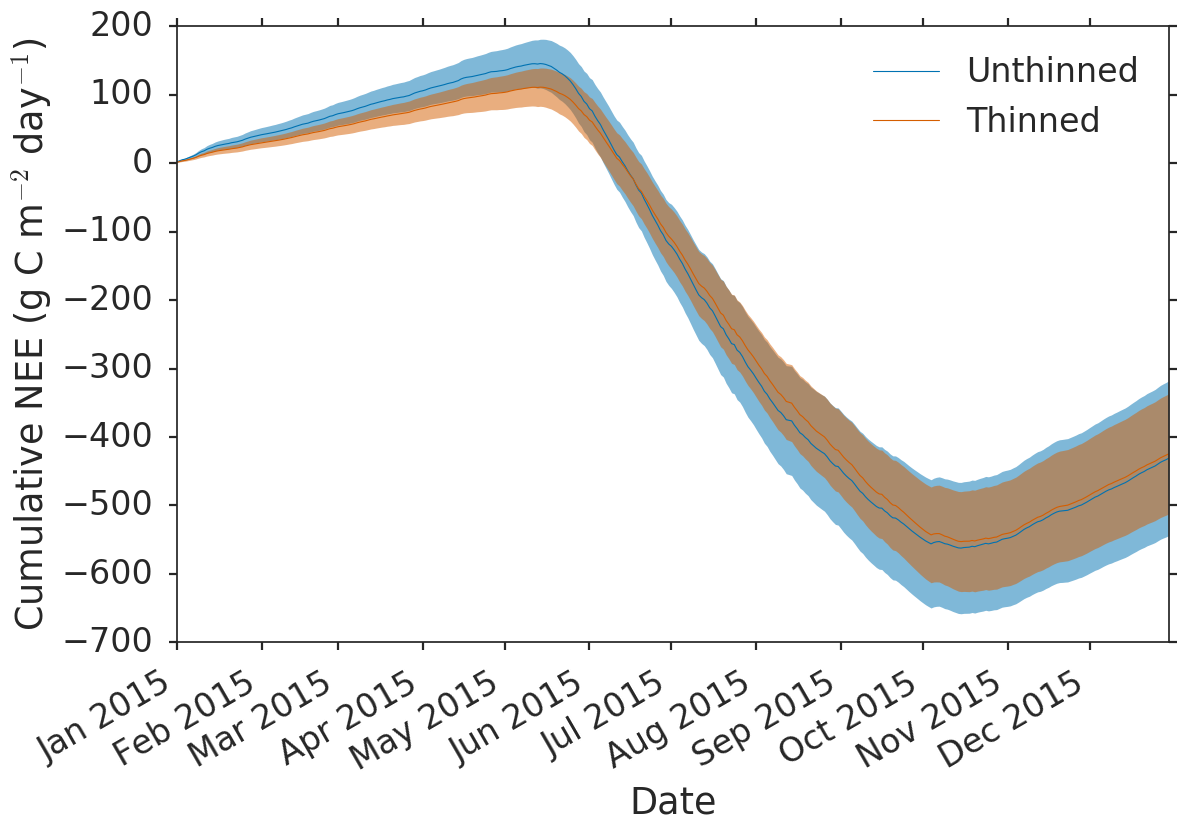 200
100
0
−100
−200
−300
−400
−500
−600
−700
Cumulative NEE (g C m⁻² day⁻¹)
Unthinned
Thinned
Jan 2015
Feb 2015
Mar 2015
Apr 2015
May 2015
Jun 2015
Jul 2015
Aug 2015
Sep 2015
Oct 2015
Nov 2015
Dec 2015
Date